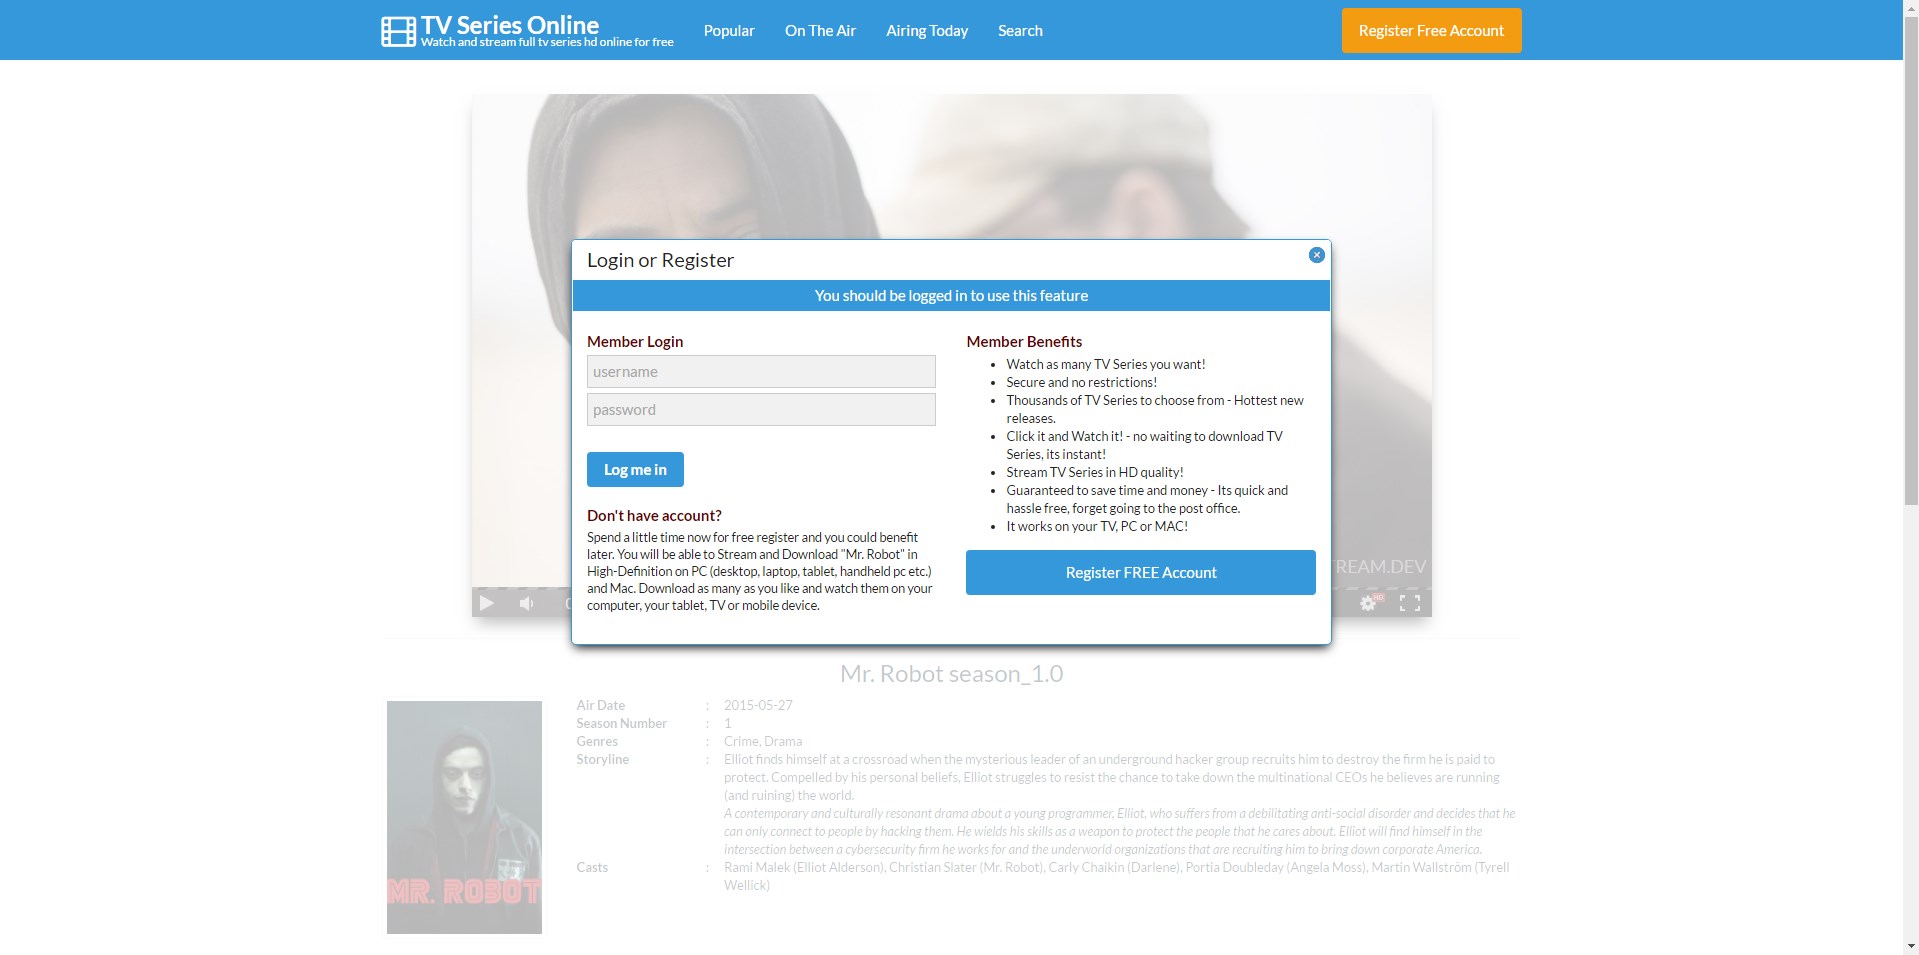 TV Series Online
Watch and stream full tv series hd online for free
Popular
On The Air
Airing Today
Search
Register Free Account
Login or Register
You should be logged in to use this feature
Member Login
username
password
Log me in
Don't have account?
Spend a little time now for free register and you could benefit
later. You will be able to Stream and Download "Mr. Robot" in
High-Definition on PC (desktop, laptop, tablet, handheld pc etc.)
and Mac. Download as many as you like and watch them on your
computer, your tablet, TV or mobile device.
Member Benefits
Watch as many TV Series you want!
Secure and no restrictions!
Thousands of TV Series to choose from - Hottest new
releases.
Click it and Watch it! - no waiting to download TV
Series, its instant!
Stream TV Series in HD quality!
Guaranteed to save time and money - Its quick and
hassle free, forget going to the post office.
It works on your TV, PC or MAC!
Register FREE Account
TREAM.DEV
HD
Mr. Robot season_1.0
Air Date : 2015-05-27
Season Number : 1
Genres : Crime, Drama
Storyline : Elliot finds himself at a crossroad when the mysterious leader of an underground hacker group recruits him to destroy the firm he is paid to
protect. Compelled by his personal beliefs, Elliot struggles to resist the chance to take down the multinational CEOs he believes are running
(and ruining) the world.
A contemporary and culturally resonant drama about a young programmer, Elliot, who suffers from a debilitating anti-social disorder and decides that he
can only connect to people by hacking them. He wields his skills as a weapon to protect the people that he cares about. Elliot will find himself in the
intersection between a cybersecurity firm he works for and the underworld organizations that are recruiting him to bring down corporate America.
Casts : Rami Malek (Elliot Alderson), Christian Slater (Mr. Robot), Carly Chaikin (Darlene), Portia Doubleday (Angela Moss), Martin Wallström (Tyrell
Wellick)
MR. ROBOT